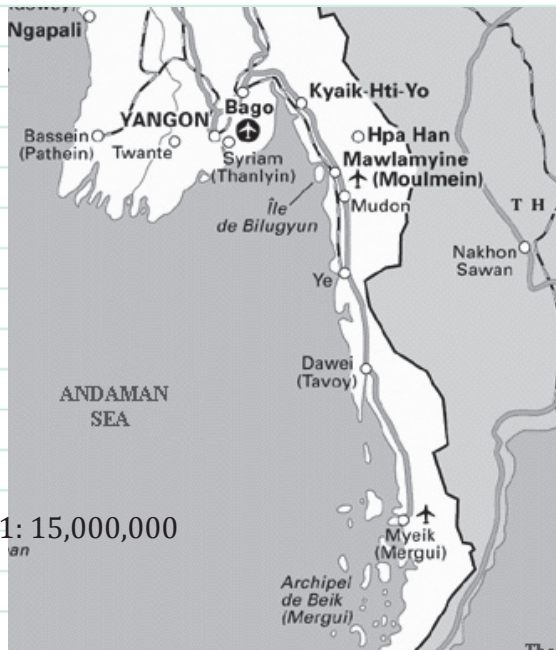 Ngapali
YANGON
Bago
Kyaik-Hti-Yo
Bassein
(Pathein)
Twante
Syriam
(Thanlyin)
Hpa Han
Mawlamyine
(Moulmein)
Île
de Bilugyun
Mudon
T H
Nakhon
Sawan
Ye
Dawei
(Tavoy)
ANDAMAN
SEA
1: 15,000,000
Myeik
(Mergui)
Archipel
de Beik
(Mergui)